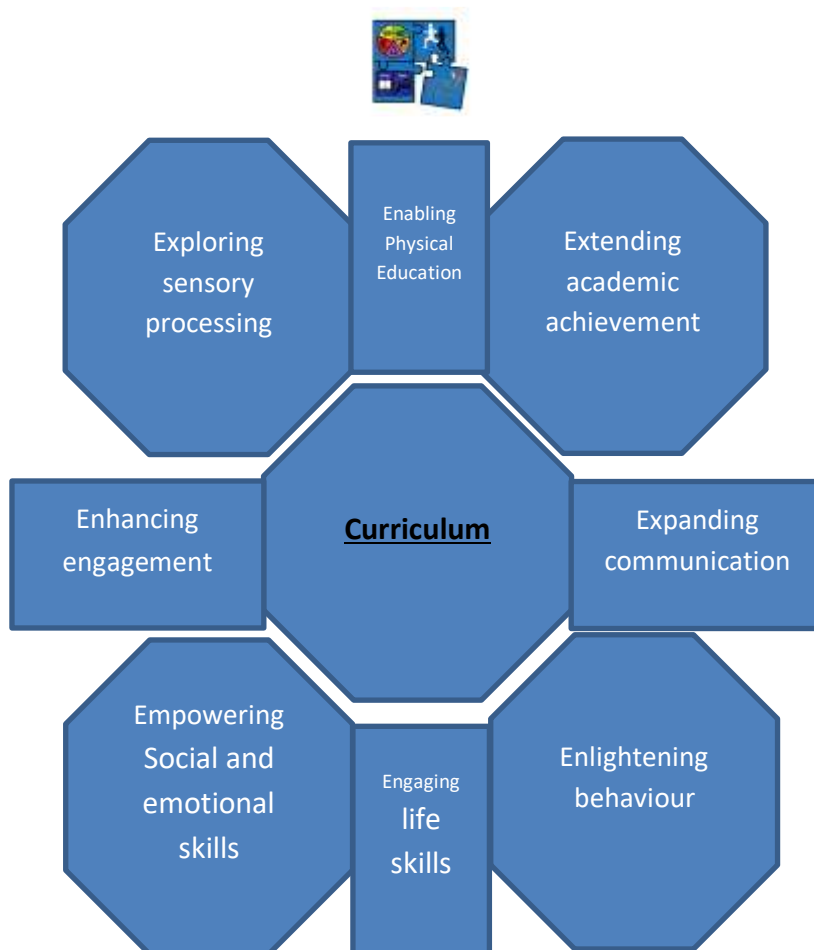 Enabling
Physical
Education
Exploring
sensory
processing
Extending
academic
achievement
Enhancing
engagement
Curriculum
Expanding
communication
Empowering
Social and
emotional
skills
Engaging
life
skills
Enlightening
behaviour